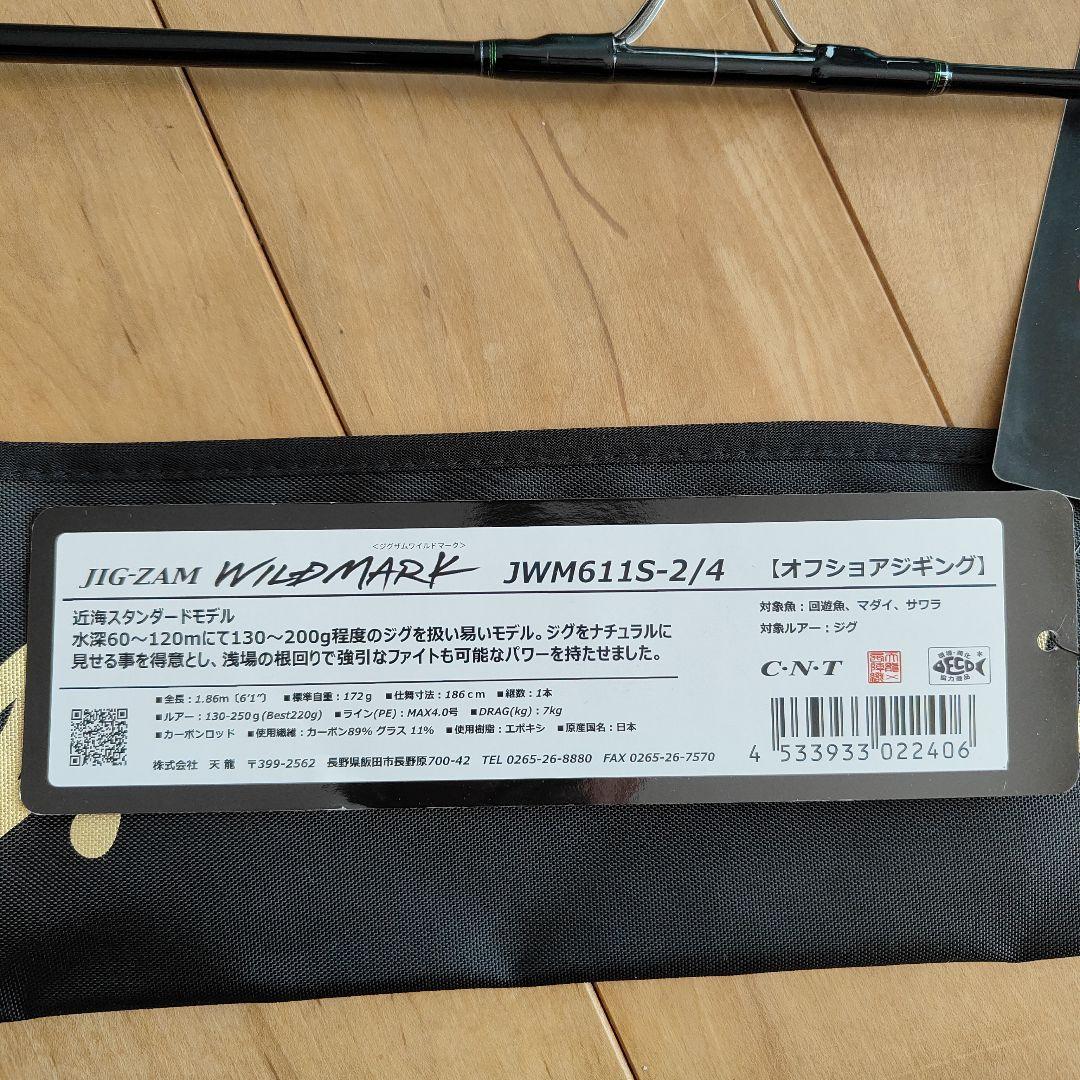 <ジグザムワイルドマーク>
JIG-ZAM WILDMARK JWM611S-2/4 【オフショアジギング】
近海スタンダードモデル
水深60～120mにて130～200g程度のジグを扱い易いモデル。ジグをナチュラルに
見せる事を得意とし、浅場の根回りで強引なファイトも可能なパワーを持たせました。
対象魚：回遊魚、マダイ、サワラ
対象ルアー：ジグ
C・N・T
ECO
協力商品
■全長：1.86m〔6'1"〕 ■標準自重：172g ■仕舞寸法：186cm ■継数：1本
■ルアー：130-250g(Best220g) ■ライン(PE)：MAX4.0号 ■DRAG(kg)：7kg
■カーボンロッド ■使用繊維：カーボン89% グラス 11% ■使用樹脂：エポキシ ■原産国名：日本
株式会社 天龍 〒399-2562 長野県飯田市長野原700-42 TEL 0265-26-8880 FAX 0265-26-7570
4 533933 022406